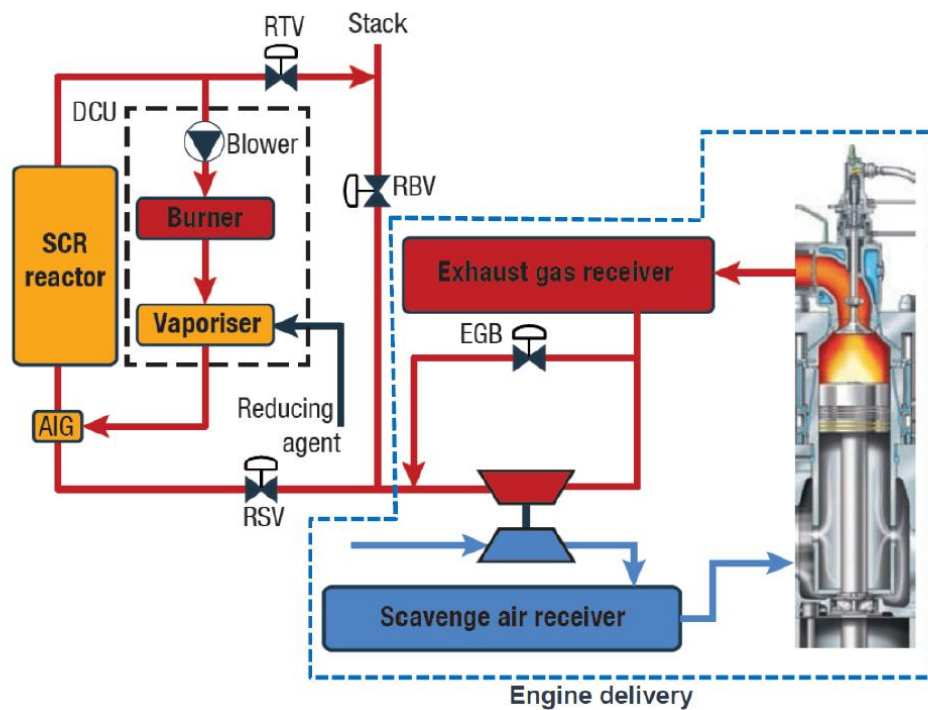 RTV
Stack
DCU
Blower
RBV
Burner
SCR
reactor
Exhaust gas receiver
Vaporiser
EGB
AIG
Reducing
agent
RSV
Scavenge air receiver
Engine delivery